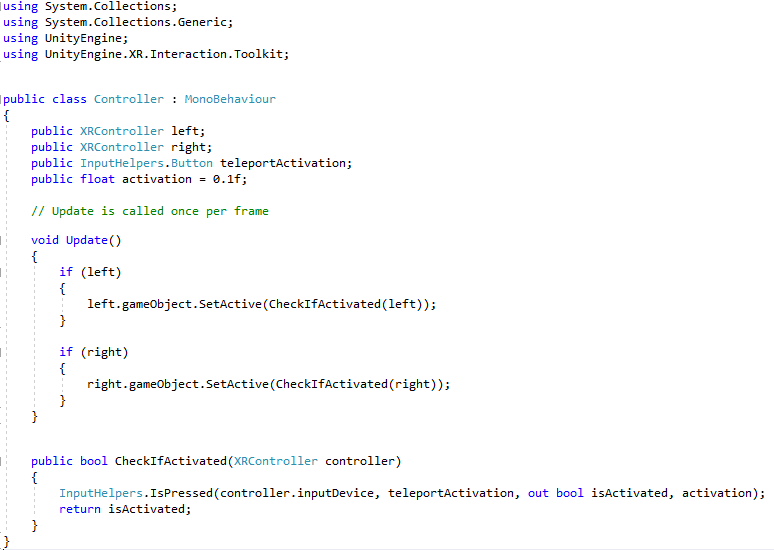 using System.Collections;
using System.Collections.Generic;
using UnityEngine;
using UnityEngine.XR.Interaction.Toolkit;
public class Controller : MonoBehaviour
{
public XRController left;
public XRController right;
public InputHelpers.Button teleportActivation;
public float activation = 0.1f;
// Update is called once per frame
void Update()
{
if (left)
{
left.gameObject.SetActive(CheckIfActivated(left));
}
if (right)
{
right.gameObject.SetActive(CheckIfActivated(right));
}
}
public bool CheckIfActivated(XRController controller)
{
InputHelpers.IsPressed(controller.inputDevice, teleportActivation, out bool isActivated, activation);
return isActivated;
}
}